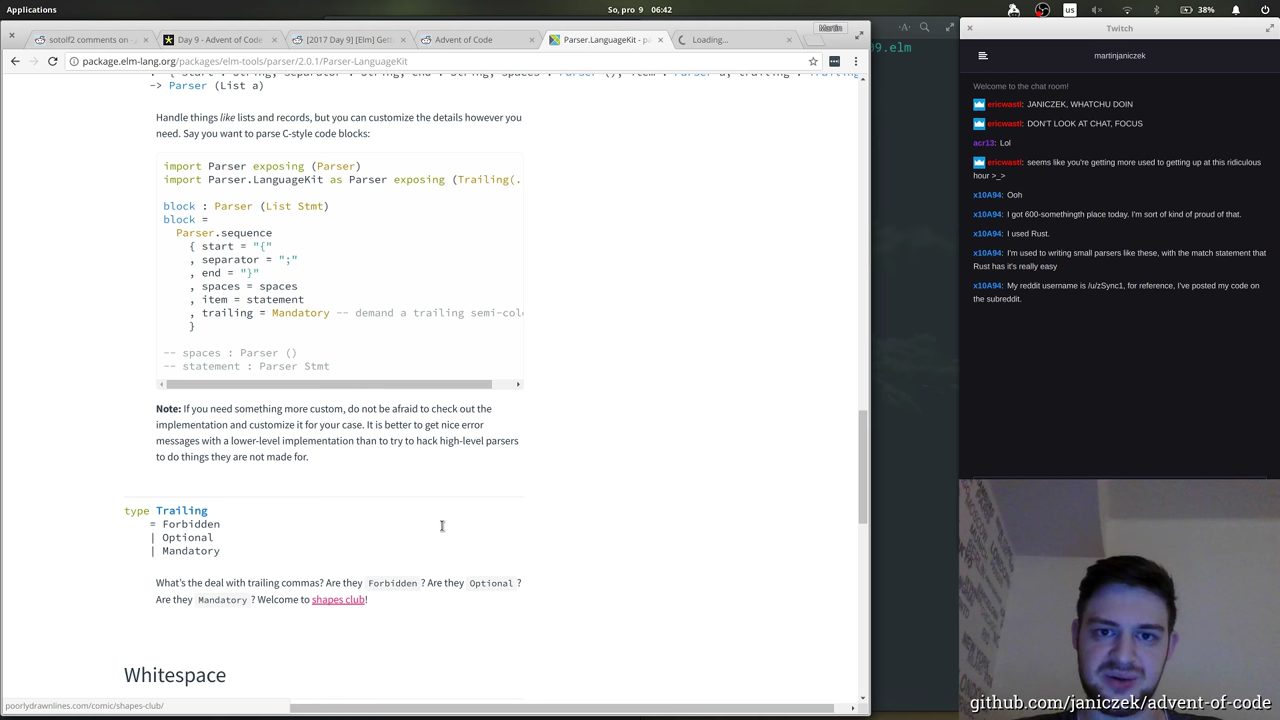 Applications
So, pro 9 06:42
us
38%
sotolf2 comments on
Day 9 - Advent o
[2017 Day 9] [Elm] Get
Advent of Code
Parser.LanguageKit - pa
Loading...
Martin
package.elm-lang.org/packages/elm-tools/parser/2.0.1/Parser-LanguageKit
-> Parser (List a)
Handle things like lists and records, but you can customize the details however you
need. Say you want to parse C-style code blocks:
import Parser exposing (Parser)
import Parser.LanguageKit as Parser exposing (Trailing(.
block : Parser (List Stmt)
block =
Parser.sequence
{ start = "{"
, separator = ";"
, end = "}"
, spaces = spaces
, item = statement
, trailing = Mandatory -- demand a trailing semi-colo
}
-- spaces : Parser ()
-- statement : Parser Stmt
Note: If you need something more custom, do not be afraid to check out the
implementation and customize it for your case. It is better to get nice error
messages with a lower-level implementation than to try to hack high-level parsers
to do things they are not made for.
type Trailing
= Forbidden
| Optional
| Mandatory
What's the deal with trailing commas? Are they Forbidden ? Are they Optional ?
Are they Mandatory ? Welcome to shapes club!
Whitespace
poorlydrawnlines.com/comic/shapes-club/
09.elm
Twitch
martinjaniczek
Welcome to the chat room!
ericwastl: JANICZEK, WHATCHU DOIN
ericwastl: DON'T LOOK AT CHAT, FOCUS
acr13: Lol
ericwastl: seems like you're getting more used to getting up at this ridiculous
hour >_>
x10A94: Ooh
x10A94: I got 600-somethingth place today. I'm sort of kind of proud of that.
x10A94: I used Rust.
x10A94: I'm used to writing small parsers like these, with the match statement that
Rust has it's really easy
x10A94: My reddit username is /u/zSync1, for reference, I've posted my code on
the subreddit.
github.com/janiczek/advent-of-code